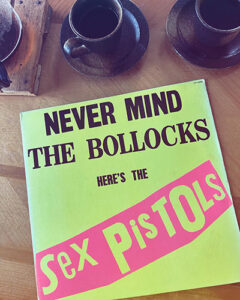 NEVER MIND
THE BOLLOCKS
HERE'S THE
Sex PisTOLs